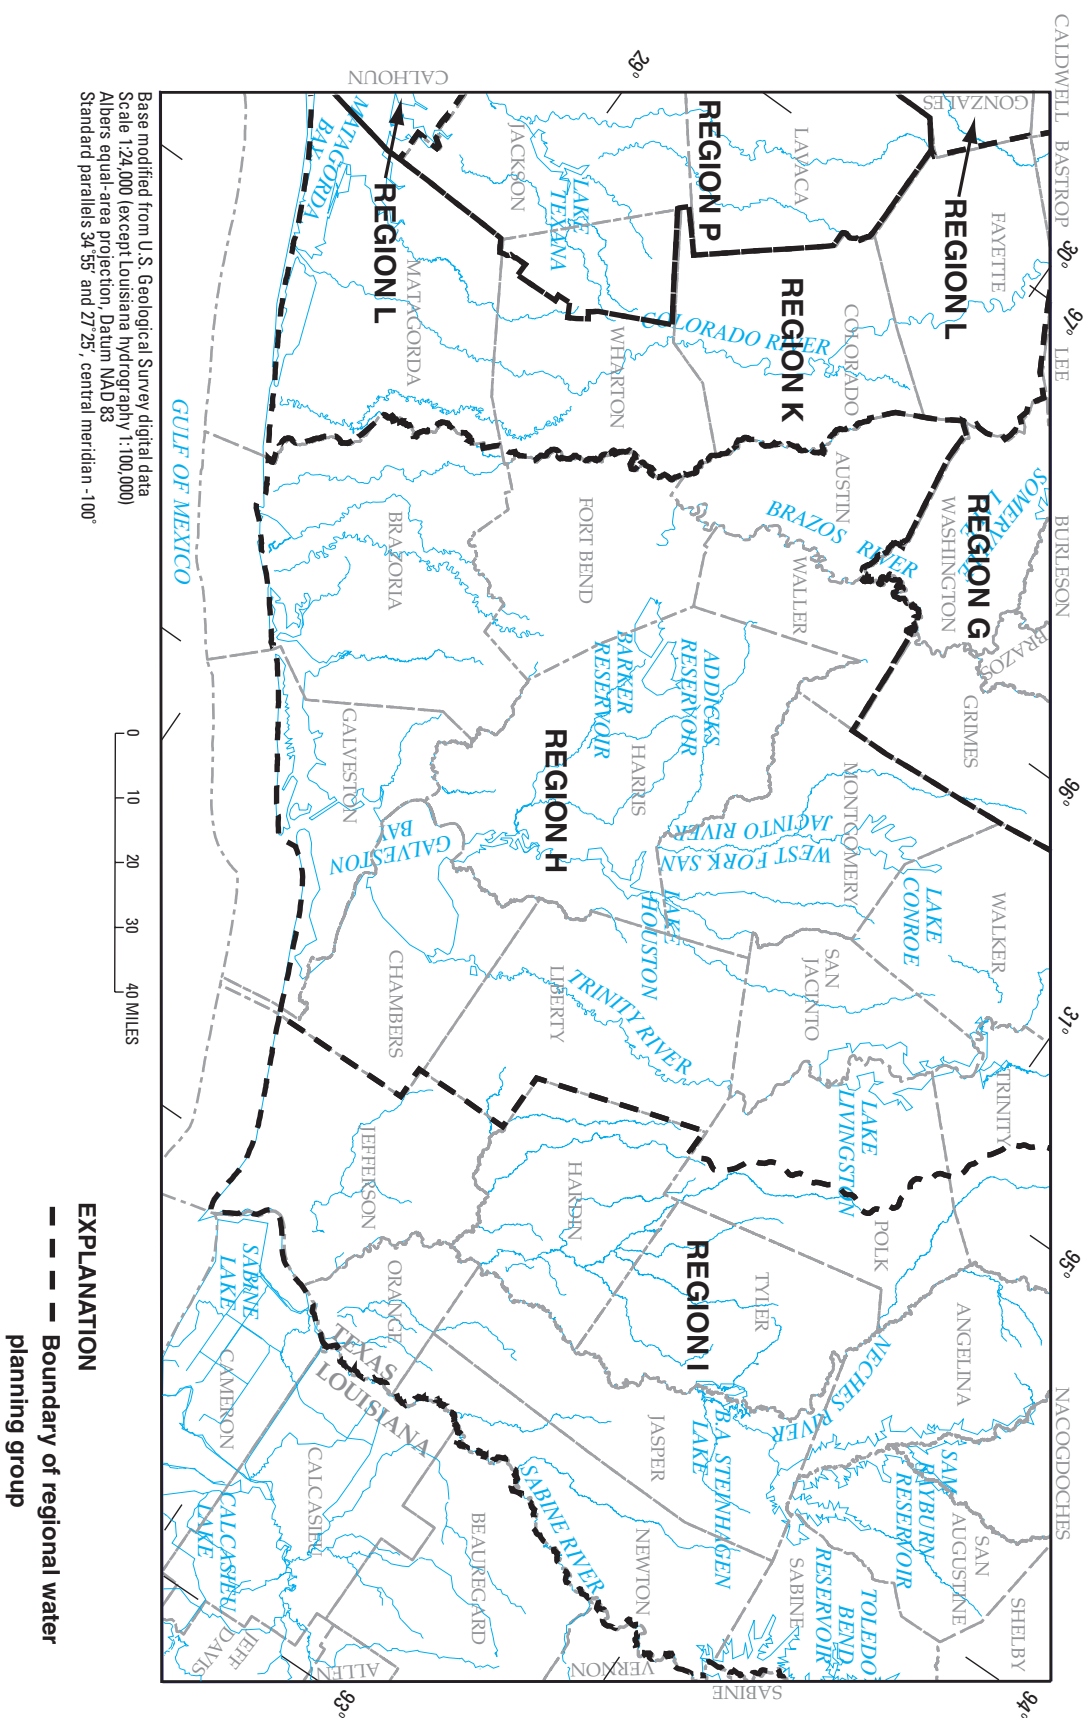 CALDWELL
BASTROP
30°
97°
LEE
BURLESON
BRAZOS
96°
31°
95°
NACOGDOCHES
94°
GONZALES
FAYETTE
REGION L
SOMERVILLE
LAKE
REGION G
WASHINGTON
GRIMES
WALKER
TRINITY
ANGELINA
SAN
AUGUSTINE
SHELBY
LAVACA
COLORADO
REGION K
COLORADO RIVER
AUSTIN
BRAZOS RIVER
WALLER
MONTGOMERY
WEST FORK SAN
JACINTO RIVER
LAKE
CONROE
SAN
JACINTO
LAKE
LIVINGSTON
POLK
NECHES RIVER
SAM
RAYBURN
RESERVOIR
TOLEDO
BEND
RESERVOIR
SABINE
SABINE
REGION P
29°
ADDICKS
RESERVOIR
BARKER
RESERVOIR
HARRIS
LAKE
HOUSTON
TRINITY RIVER
TYLER
REGION I
B.A. STEINHAGEN
LAKE
JASPER
NEWTON
VERNON
JACKSON
LAKE
TEXANA
WHARTON
FORT BEND
REGION H
LIBERTY
HARDIN
SABINE RIVER
BEAUREGARD
CALHOUN
REGION L
MATAGORDA
BAY
MATAGORDA
BRAZORIA
GALVESTON
GALVESTON
BAY
CHAMBERS
JEFFERSON
ORANGE
TEXAS
LOUISIANA
CALCASIEU
ALLEN
93°
GULF OF MEXICO
SABINE
LAKE
CAMERON
CALCASIEU
LAKE
JEFF
DAVIS
Base modified from U.S. Geological Survey digital data
Scale 1:24,000 (except Louisiana hydrography 1:100,000)
Albers equal-area projection, Datum NAD 83
Standard parallels 34°55' and 27°25', central meridian -100°
0 10 20 30 40 MILES
EXPLANATION
Boundary of regional water
planning group